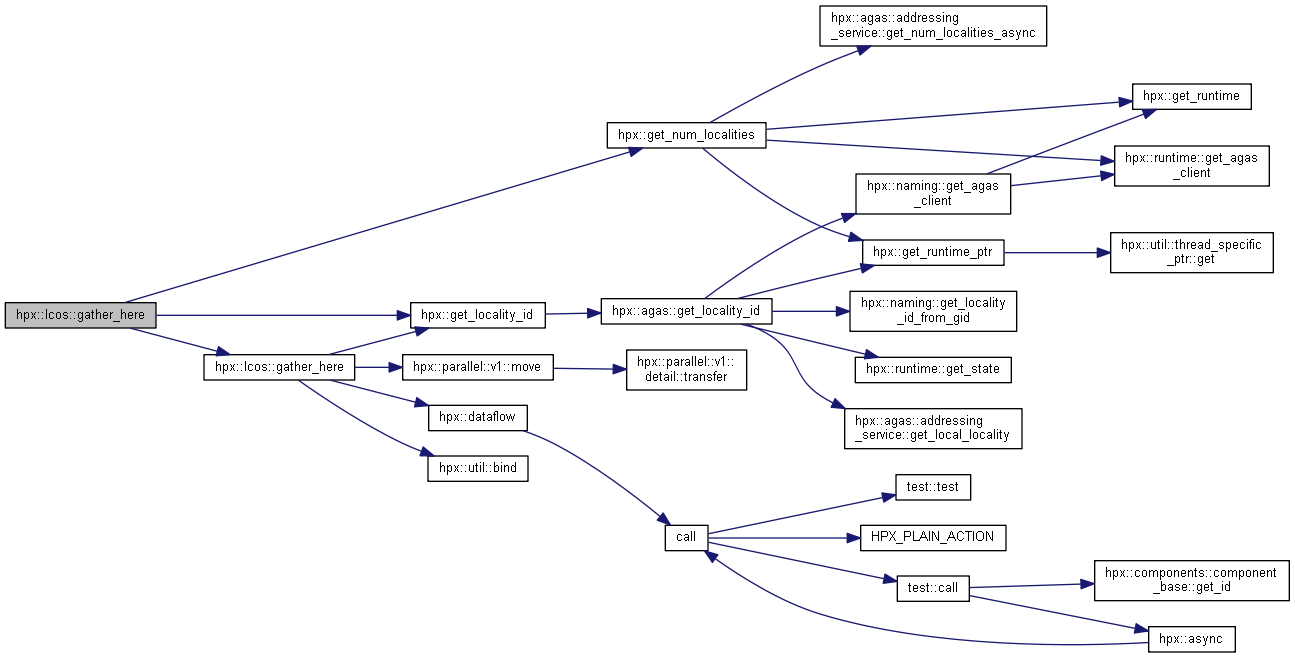 hpx::agas::addressing
_service::get_num_localities_async
hpx::get_runtime
hpx::get_num_localities
hpx::runtime::get_agas
_client
hpx::naming::get_agas
_client
hpx::get_runtime_ptr
hpx::util::thread_specific
_ptr::get
hpx::lcos::gather_here
hpx::get_locality_id
hpx::agas::get_locality_id
hpx::naming::get_locality
_id_from_gid
hpx::lcos::gather_here
hpx::parallel::v1::move
hpx::parallel::v1::
detail::transfer
hpx::runtime::get_state
hpx::dataflow
hpx::agas::addressing
_service::get_local_locality
hpx::util::bind
test::test
call
HPX_PLAIN_ACTION
test::call
hpx::components::component
_base::get_id
hpx::async